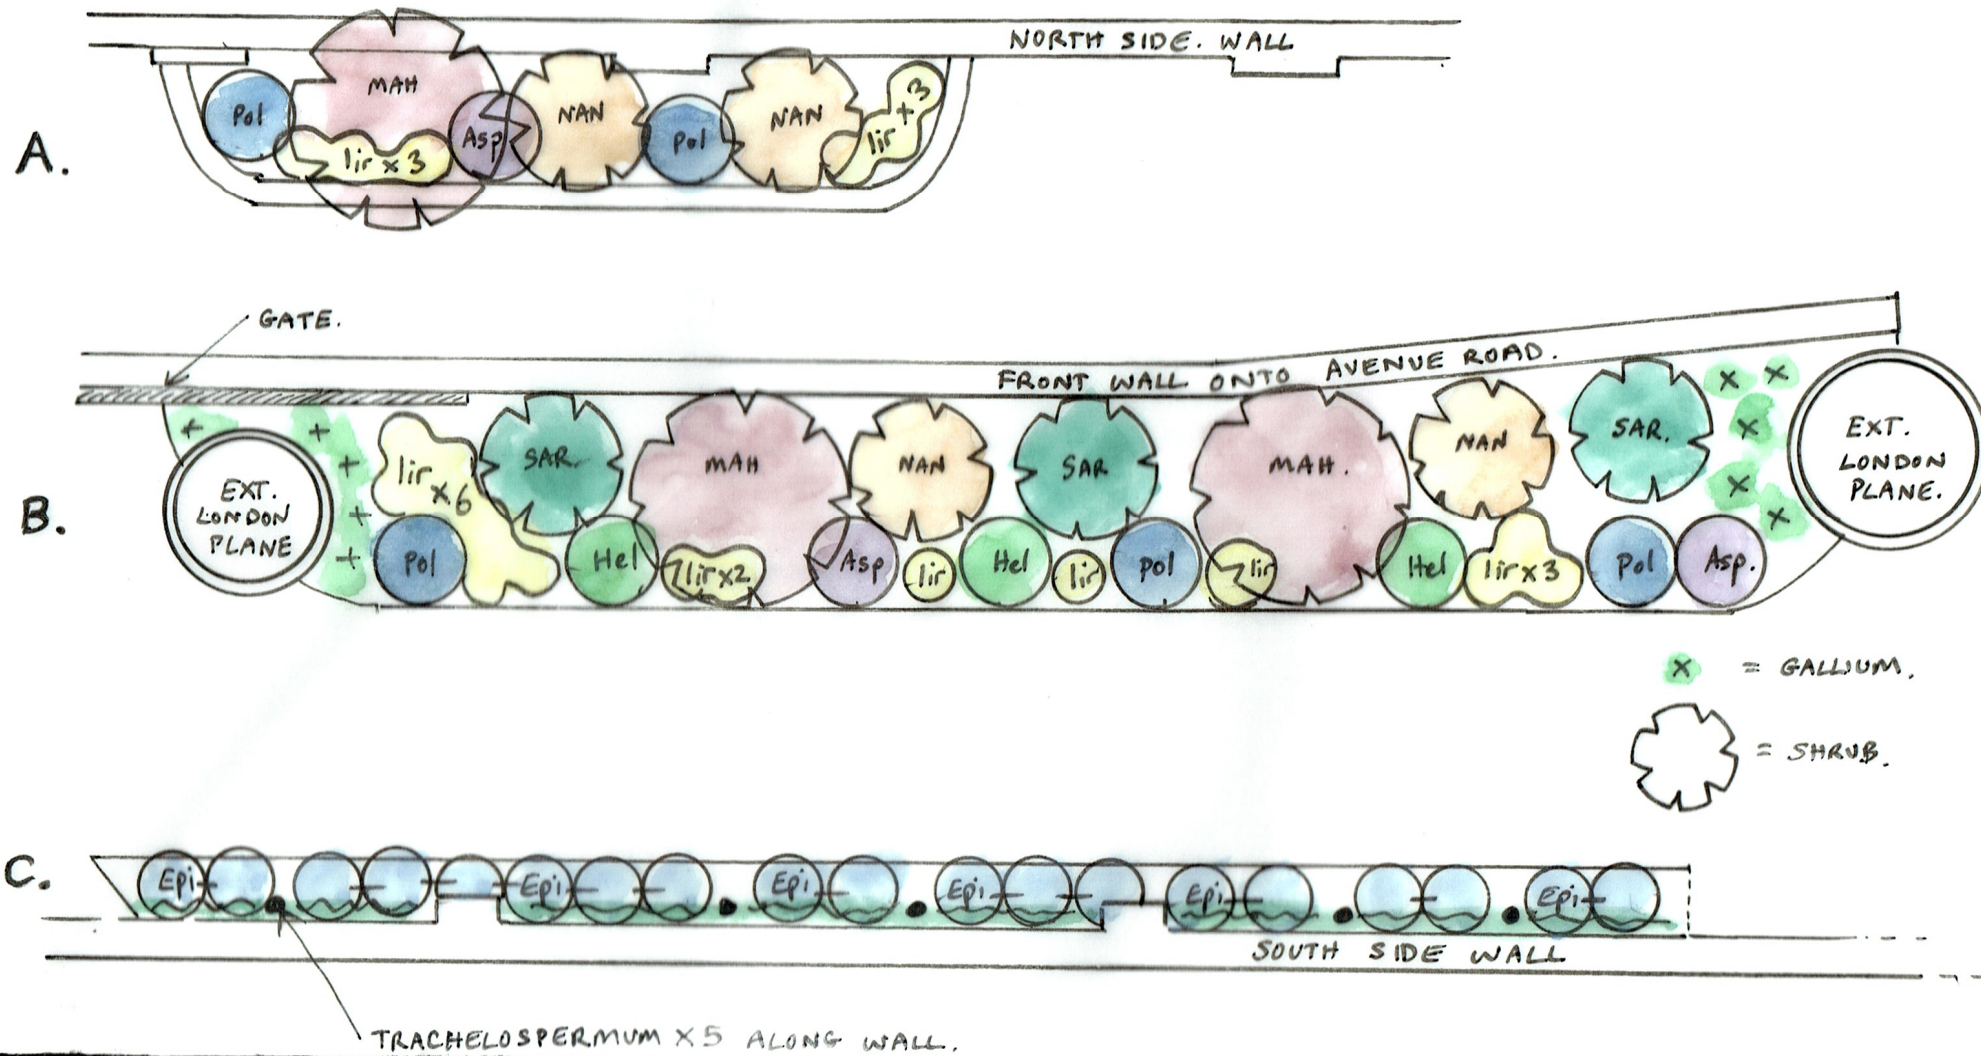 NORTH SIDE. WALL
A.
Pol
MAH
lir x 3
Asp
NAN
Pol
NAN
lir x 3
GATE.
FRONT WALL ONTO AVENUE ROAD.
B.
EXT.
LONDON
PLANE
lir
x 6
Pol
SAR.
Hel
MAH
lir x 2
Asp
NAN
lir
Hel
SAR
lir
Pol
lir
MAH.
Hel
NAN
lir x 3
SAR.
Pol
Asp.
EXT.
LONDON
PLANE.
x = GALLIUM.
= SHRUB.
C.
Epi
Epi
Epi
Epi
Epi
Epi
SOUTH SIDE WALL
TRACHELOSPERMUM X 5 ALONG WALL.